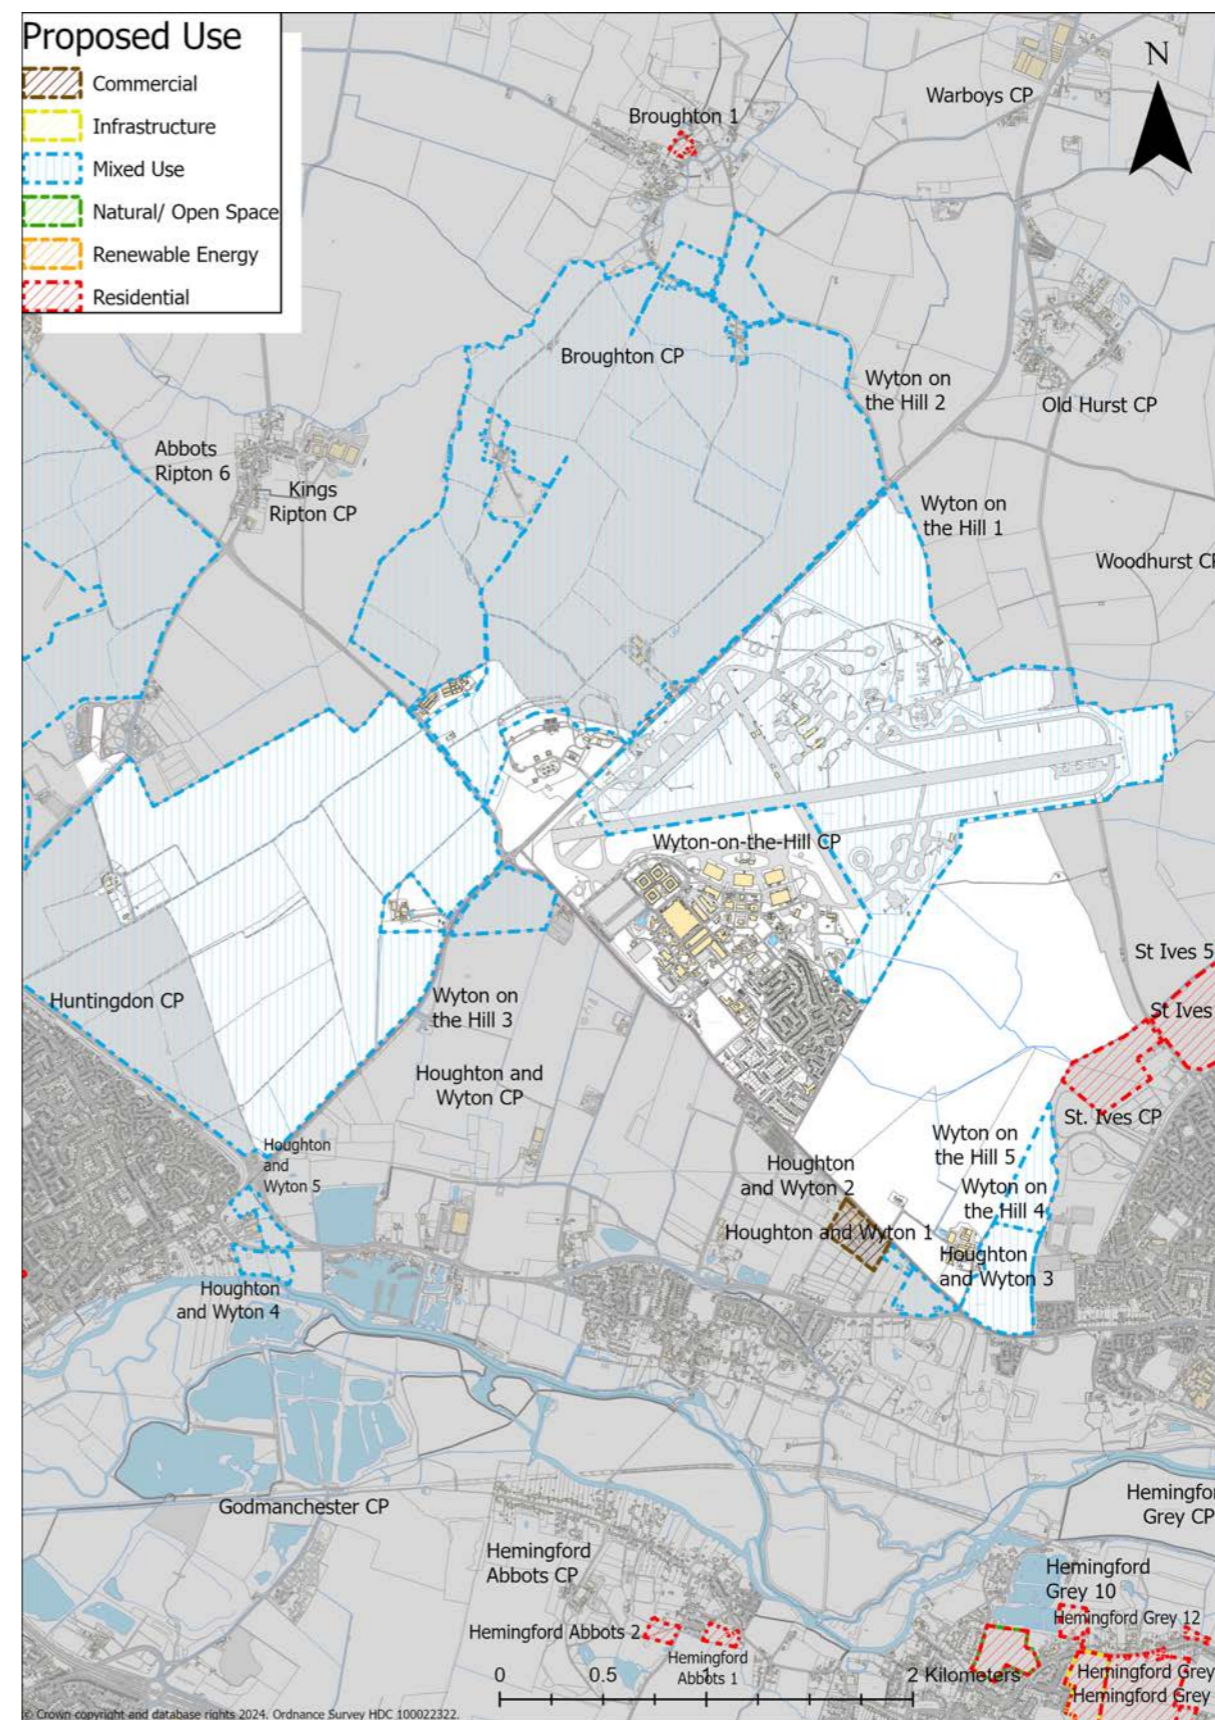 Proposed Use
Commercial
Infrastructure
Mixed Use
Natural/ Open Space
Renewable Energy
Residential
N
Warboys CP
Broughton 1
Broughton CP
Wyton on
the Hill 2
Old Hurst CP
Abbots
Ripton 6
Kings
Ripton CP
Wyton on
the Hill 1
Woodhurst CP
Wyton-on-the-Hill CP
St Ives 5
St Ives
Huntingdon CP
Wyton on
the Hill 3
Houghton and
Wyton CP
St. Ives CP
Houghton
and
Wyton 5
Wyton on
the Hill 5
Houghton
and Wyton 2
Wyton on
the Hill 4
Houghton and Wyton 1
Houghton
and Wyton 3
Houghton
and Wyton 4
Godmanchester CP
Hemingfor
Grey CP
Hemingford
Abbots CP
Hemingford
Grey 10
Hemingford Grey 12
Hemingford Abbots 2
Hemingford
Abbots 1
0 0.5 1 2 Kilometers
Hemingford Grey
Hemingford Grey
© Crown copyright and database rights 2024. Ordnance Survey HDC 100022322.